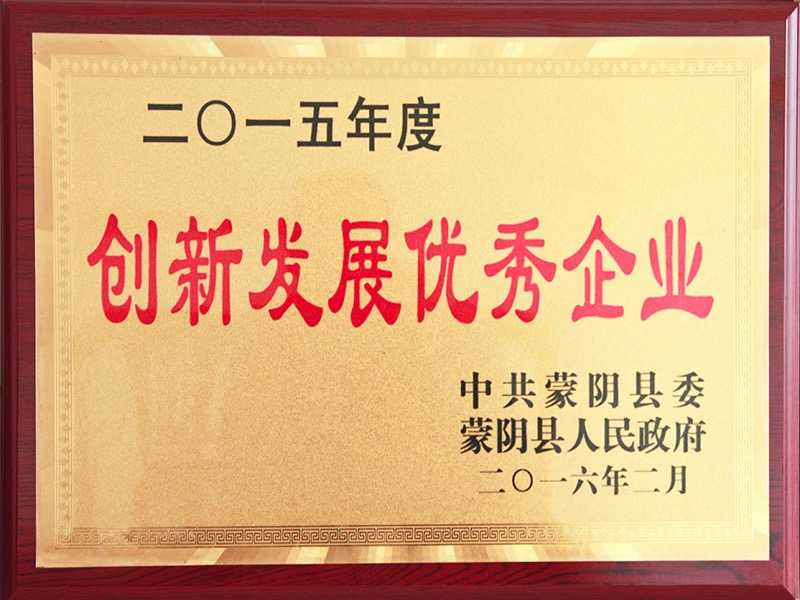 二〇一五年度
创新发展优秀企业
中共蒙阴县委
蒙阴县人民政府
二〇一六年二月